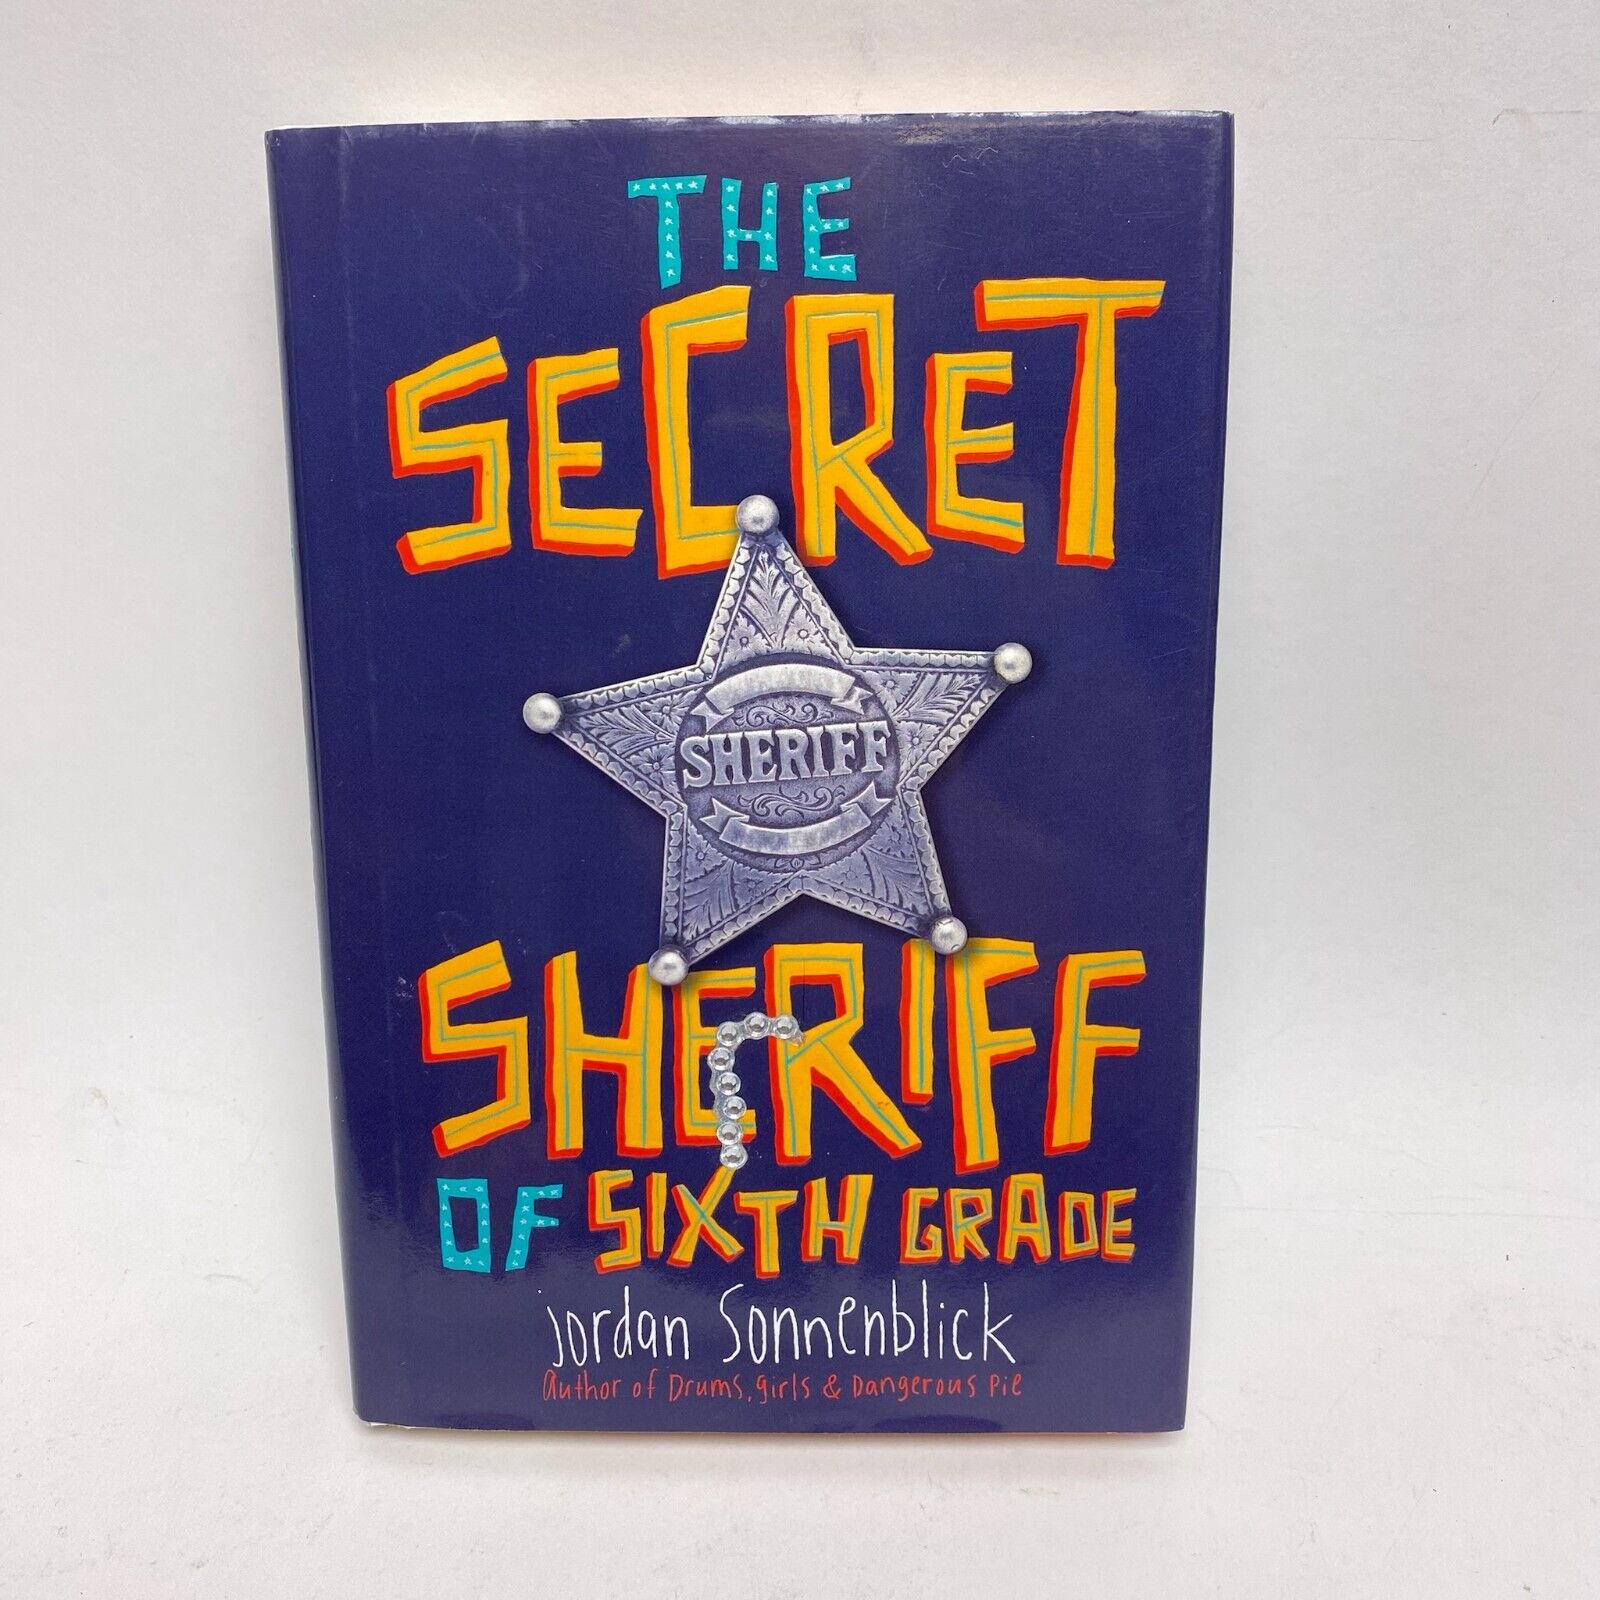 THE
SECRET
SHERIFF
SHERIFF
OF SIXTH GRADE
jordan Sonnenblick
author of Drums, girls & Dangerous Pie